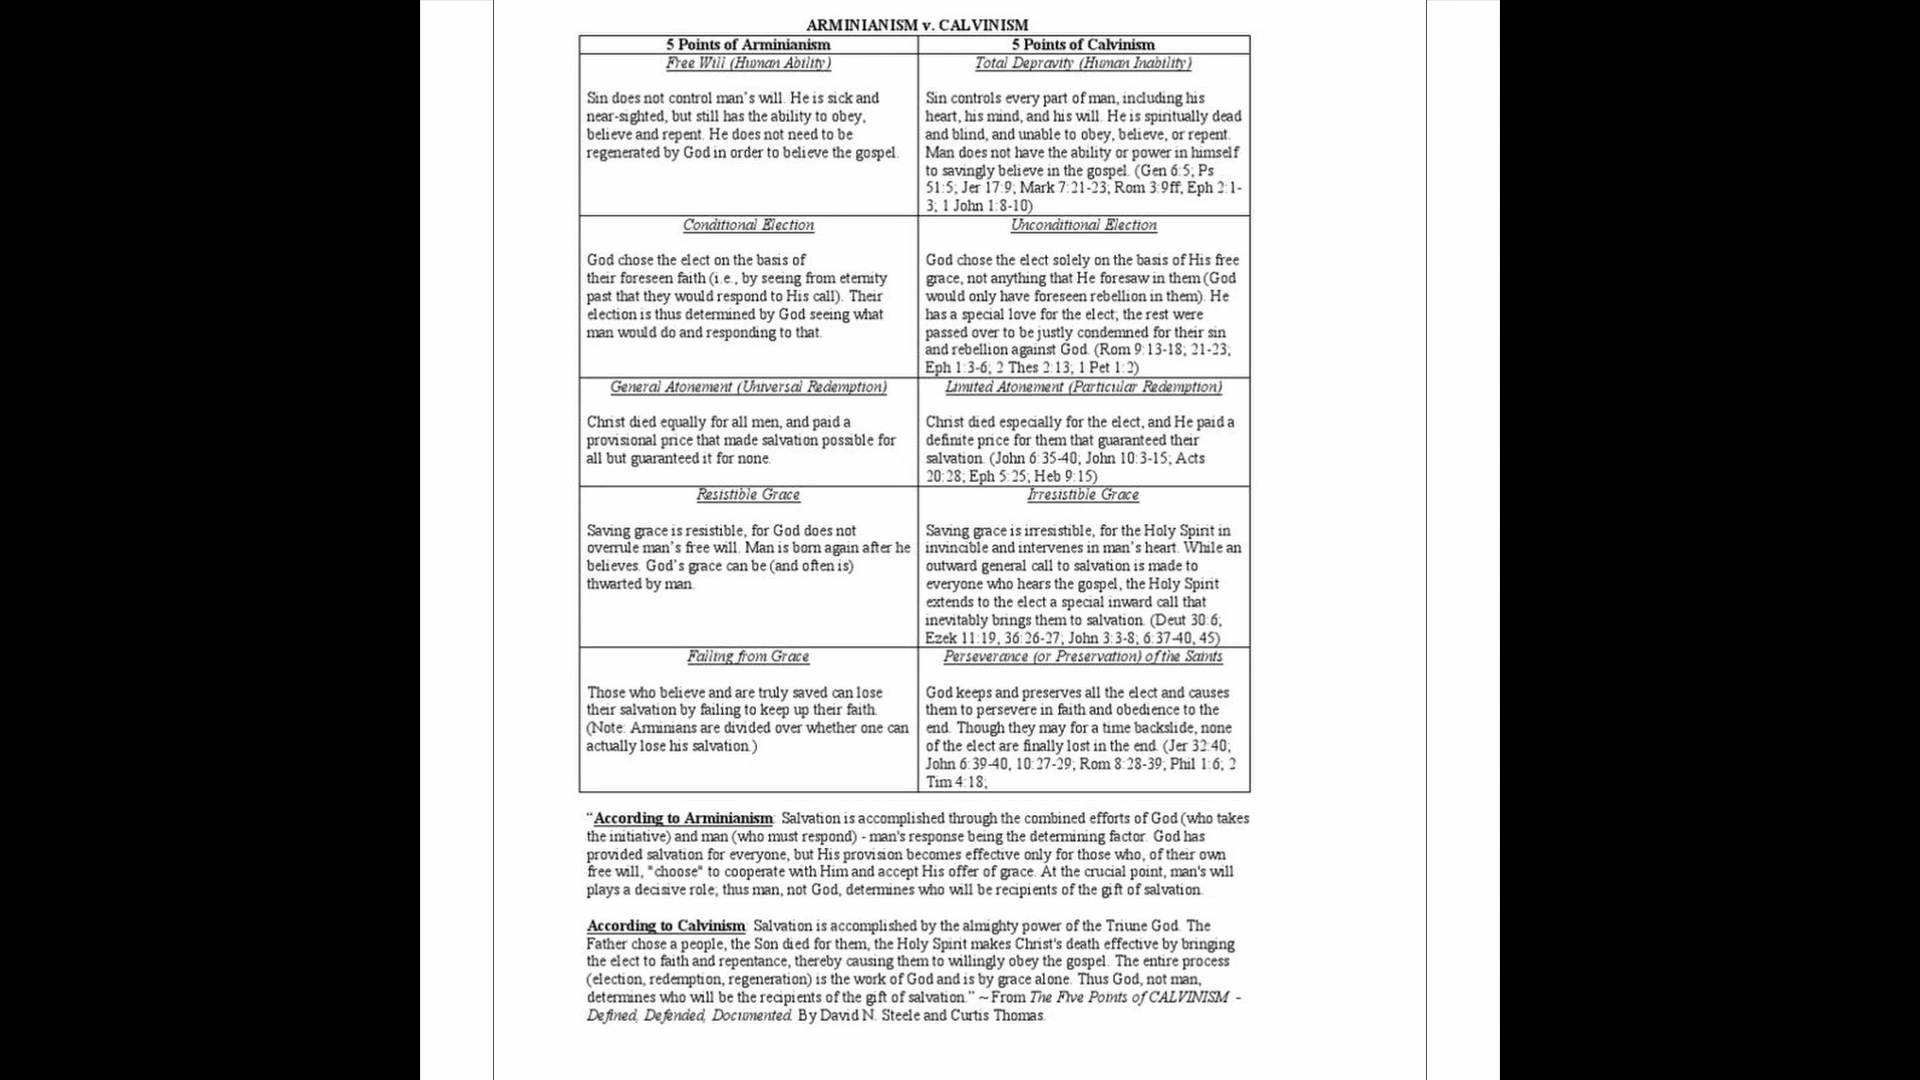 ARMINIANISM v. CALVINISM
5 Points of Arminianism
5 Points of Calvinism
Free Will (Human Ability)
Sin does not control man's will. He is sick and
near-sighted, but still has the ability to obey,
believe and repent. He does not need to be
regenerated by God in order to believe the gospel.
Total Depravity (Human Inability)
Sin controls every part of man, including his
heart, his mind, and his will. He is spiritually dead
and blind, and unable to obey, believe, or repent.
Man does not have the ability or power in himself
to savingly believe in the gospel. (Gen 6:5; Ps
51:5; Jer 17:9; Mark 7:21-23; Rom 3:9ff; Eph 2:1-
3; 1 John 1:8-10)
Conditional Election
God chose the elect on the basis of
their foreseen faith (i.e., by seeing from eternity
past that they would respond to His call). Their
election is thus determined by God seeing what
man would do and responding to that.
Unconditional Election
God chose the elect solely on the basis of His free
grace, not anything that He foresaw in them (God
would only have foreseen rebellion in them). He
has a special love for the elect; the rest were
passed over to be justly condemned for their sin
and rebellion against God. (Rom 9:13-18; 21-23;
Eph 1:3-6; 2 Thes 2:13; 1 Pet 1:2)
General Atonement (Universal Redemption)
Christ died equally for all men, and paid a
provisional price that made salvation possible for
all but guaranteed it for none.
Limited Atonement (Particular Redemption)
Christ died especially for the elect, and He paid a
definite price for them that guaranteed their
salvation. (John 6:35-40; John 10:3-15; Acts
20:28; Eph 5:25; Heb 9:15)
Resistible Grace
Saving grace is resistible, for God does not
overrule man's free will. Man is born again after he
believes. God's grace can be (and often is)
thwarted by man.
Irresistible Grace
Saving grace is irresistible, for the Holy Spirit in
invincible and intervenes in man's heart. While an
outward general call to salvation is made to
everyone who hears the gospel, the Holy Spirit
extends to the elect a special inward call that
inevitably brings them to salvation. (Deut 30:6;
Ezek 11:19, 36:26-27; John 3:3-8; 6:37-40, 45)
Falling from Grace
Those who believe and are truly saved can lose
their salvation by failing to keep up their faith.
(Note: Arminians are divided over whether one can
actually lose his salvation.)
Perseverance (or Preservation) of the Saints
God keeps and preserves all the elect and causes
them to persevere in faith and obedience to the
end. Though they may for a time backslide, none
of the elect are finally lost in the end. (Jer 32:40;
John 6:39-40, 10:27-29; Rom 8:28-39; Phil 1:6; 2
Tim 4:18;
"According to Arminianism: Salvation is accomplished through the combined efforts of God (who takes
the initiative) and man (who must respond) - man's response being the determining factor. God has
provided salvation for everyone, but His provision becomes effective only for those who, of their own
free will, "choose" to cooperate with Him and accept His offer of grace. At the crucial point, man's will
plays a decisive role; thus man, not God, determines who will be recipients of the gift of salvation.
According to Calvinism: Salvation is accomplished by the almighty power of the Triune God. The
Father chose a people, the Son died for them, the Holy Spirit makes Christ's death effective by bringing
the elect to faith and repentance, thereby causing them to willingly obey the gospel. The entire process
(election, redemption, regeneration) is the work of God and is by grace alone. Thus God, not man,
determines who will be the recipients of the gift of salvation." ~ From The Five Points of CALVINISM -
Defined, Defended, Documented. By David N. Steele and Curtis Thomas.